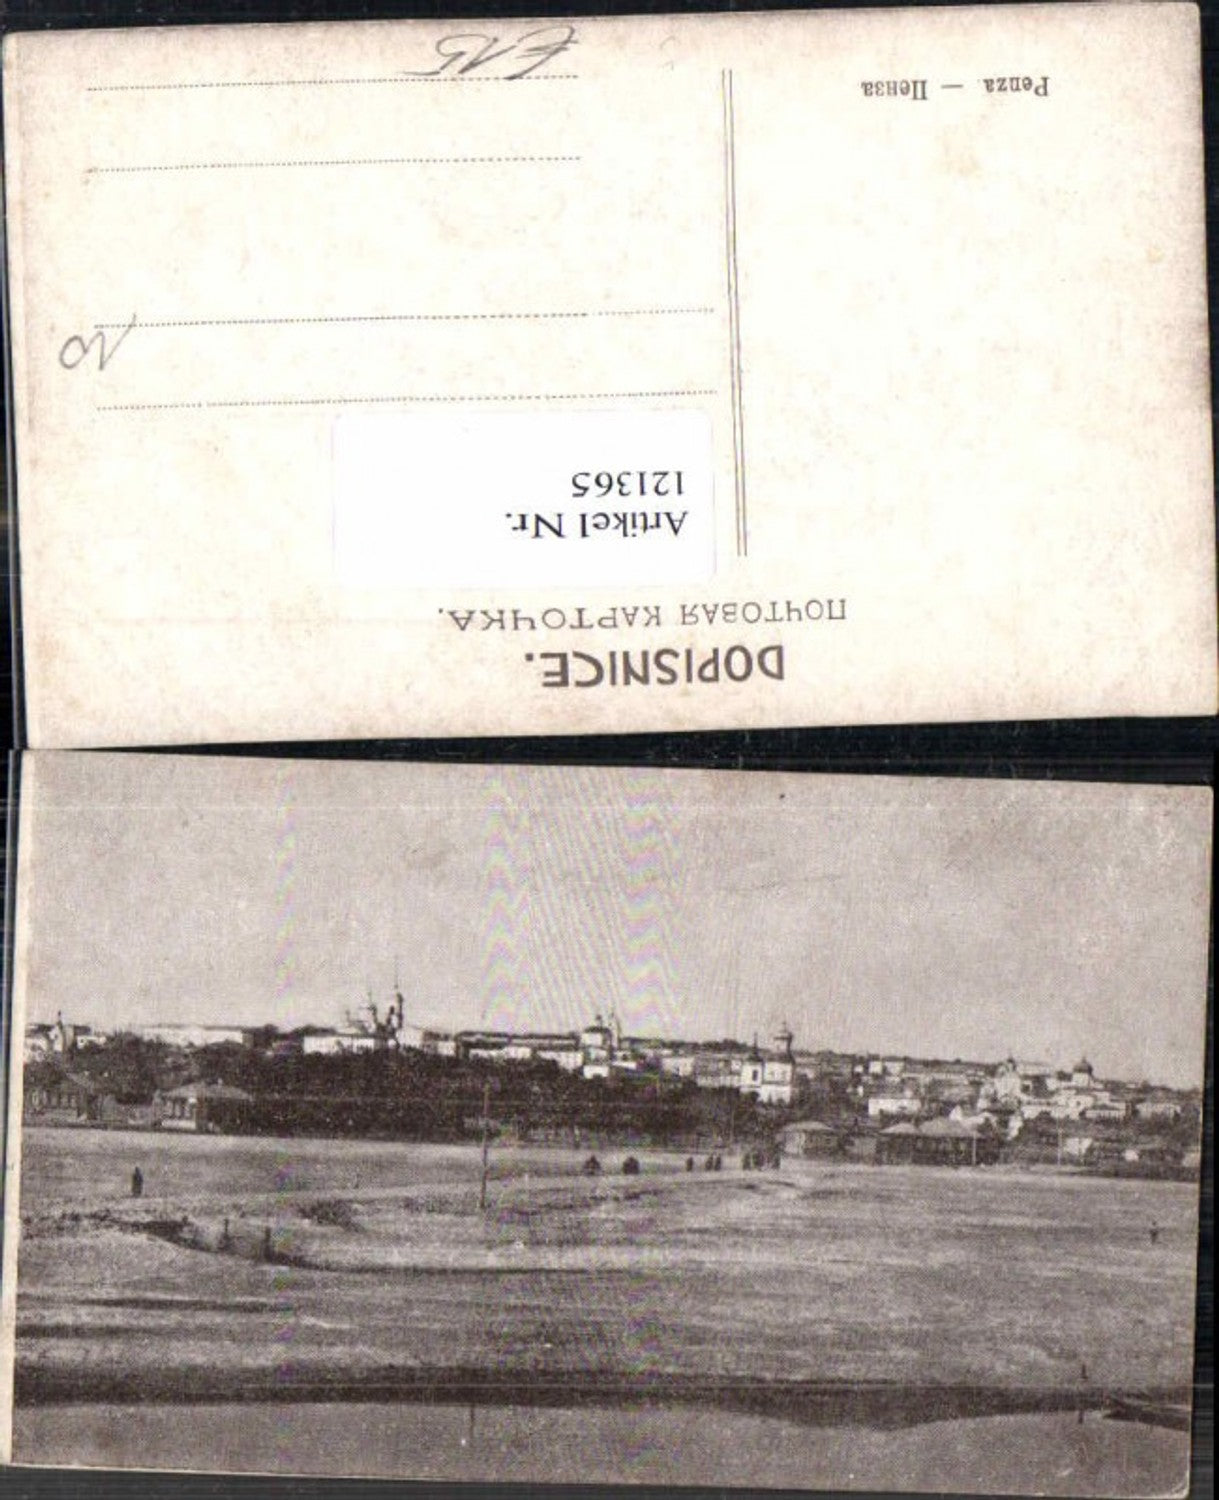 DOPISNICE.
ПОЧТОВАЯ КАРТОЧКА.
Artikel Nr.
121365
Penza. — Пенза